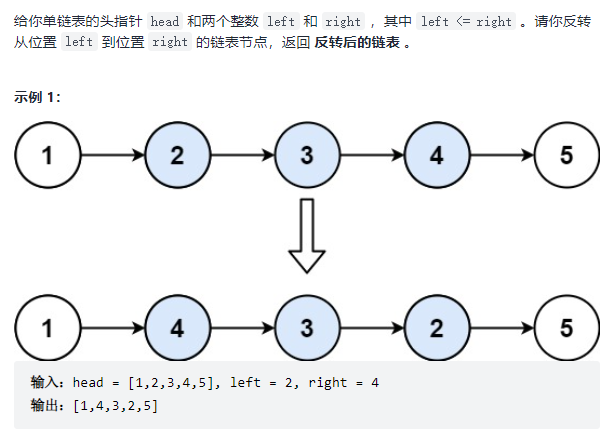 给你单链表的头指针 head 和两个整数 left 和 right ，其中 left <= right 。请你反转
从位置 left 到位置 right 的链表节点，返回 反转后的链表 。
示例 1：
1 2 3 4 5
1 4 3 2 5
输入：head = [1,2,3,4,5], left = 2, right = 4
输出：[1,4,3,2,5]